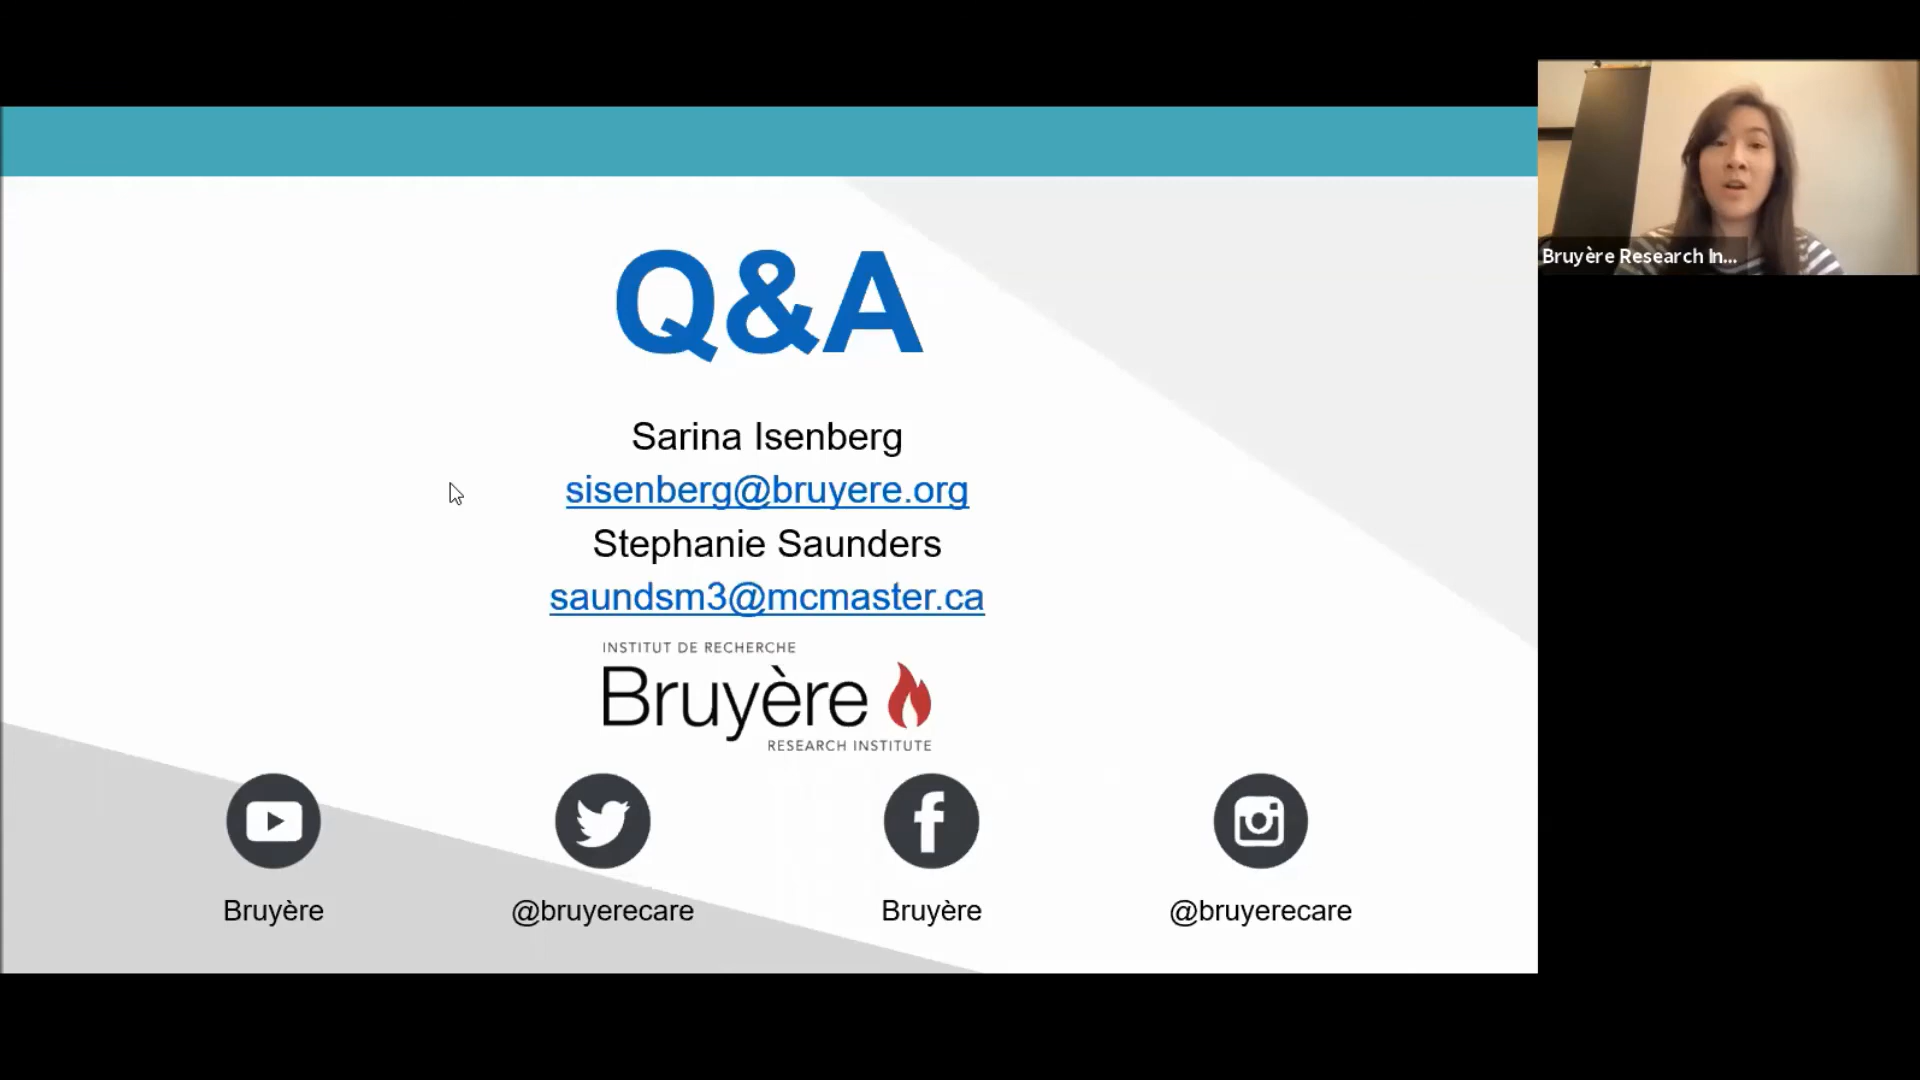 Q&A
Sarina Isenberg
sisenberg@bruyere.org
Stephanie Saunders
saundsm3@mcmaster.ca
INSTITUT DE RECHERCHE
Bruyère
RESEARCH INSTITUTE
Bruyère
@bruyerecare
Bruyère
@bruyerecare
Bruyère Research In...